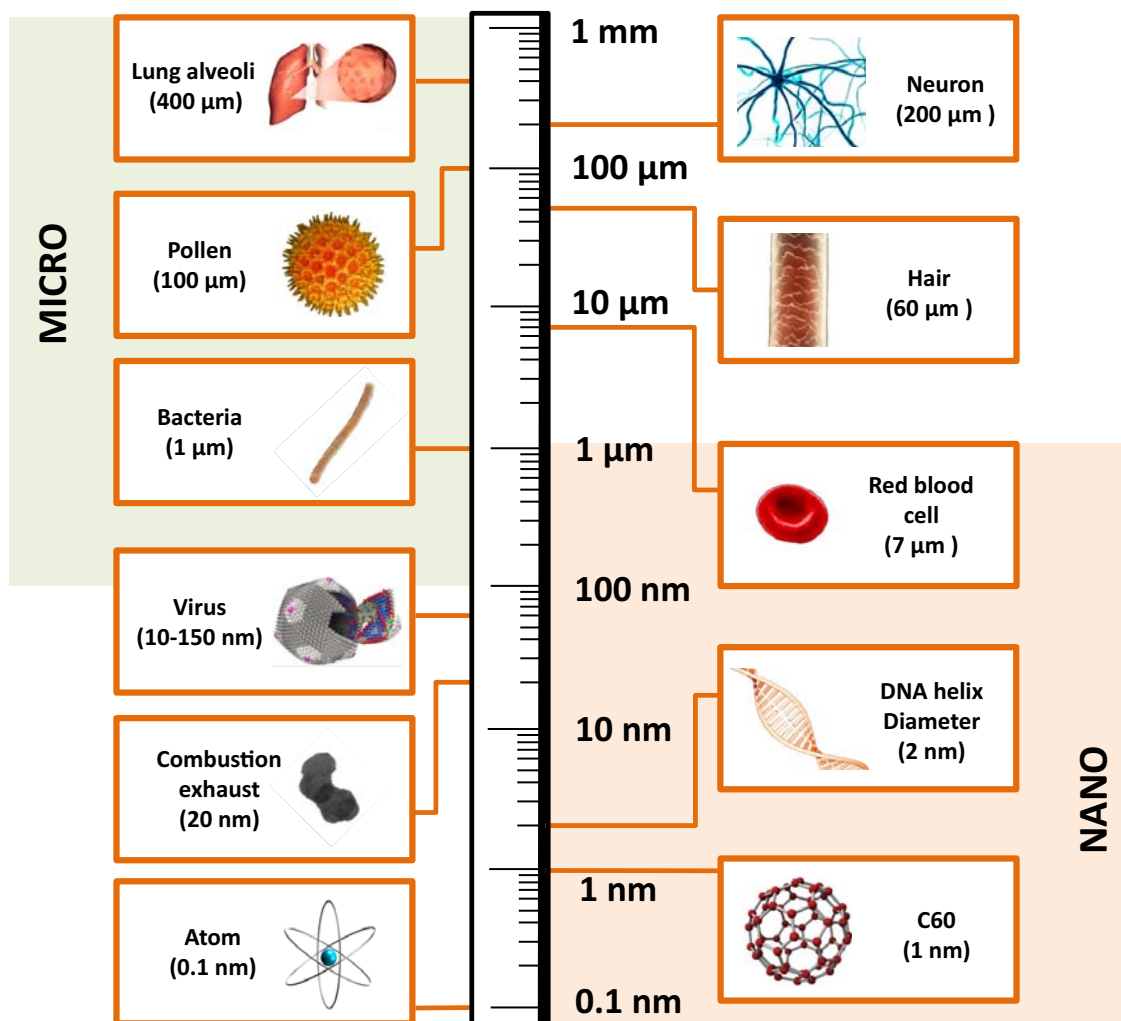 MICRO
Lung alveoli
(400 µm)
Pollen
(100 µm)
Bacteria
(1 µm)
Virus
(10-150 nm)
Combustion
exhaust
(20 nm)
Atom
(0.1 nm)
1 mm
100 µm
10 µm
1 µm
100 nm
10 nm
1 nm
0.1 nm
Neuron
(200 µm )
Hair
(60 µm )
Red blood
cell
(7 µm )
DNA helix
Diameter
(2 nm)
C60
(1 nm)
NANO